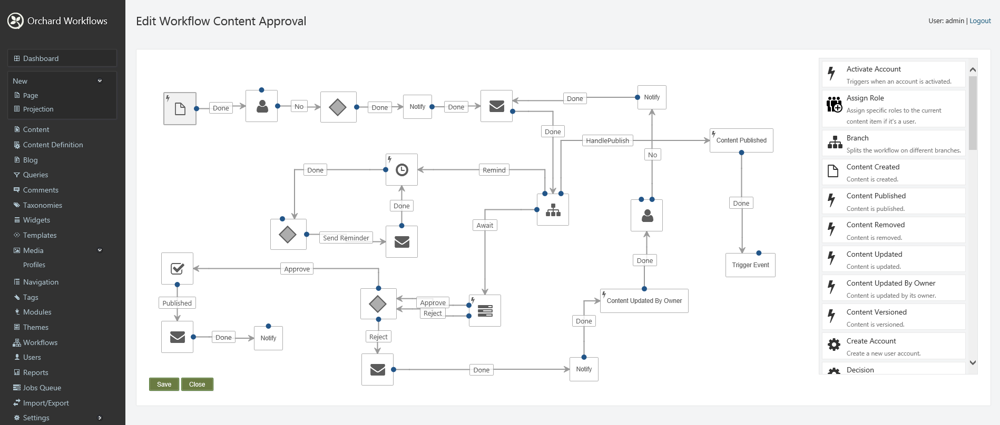 Orchard Workflows
Dashboard
New
Page
Projection
Content
Content Definition
Blog
Queries
Comments
Taxonomies
Widgets
Templates
Media
Profiles
Navigation
Tags
Modules
Themes
Workflows
Users
Reports
Jobs Queue
Import/Export
Settings
Edit Workflow Content Approval
User: admin | Logout
Done
No
Done
Notify
Done
Done
Notify
Done
HandlePublish
Content Published
No
Done
Remind
Done
Done
Await
Send Reminder
Done
Trigger Event
Approve
Done
Published
Approve
Reject
Content Updated By Owner
Done
Done
Notify
Reject
Done
Notify
Save
Close
Activate Account
Triggers when an account is activated.
Assign Role
Assign specific roles to the current
content item if it's a user.
Branch
Splits the workflow on different branches.
Content Created
Content is created.
Content Published
Content is published.
Content Removed
Content is removed.
Content Updated
Content is updated.
Content Updated By Owner
Content is updated by its owner.
Content Versioned
Content is versioned.
Create Account
Create a new user account.
Decision